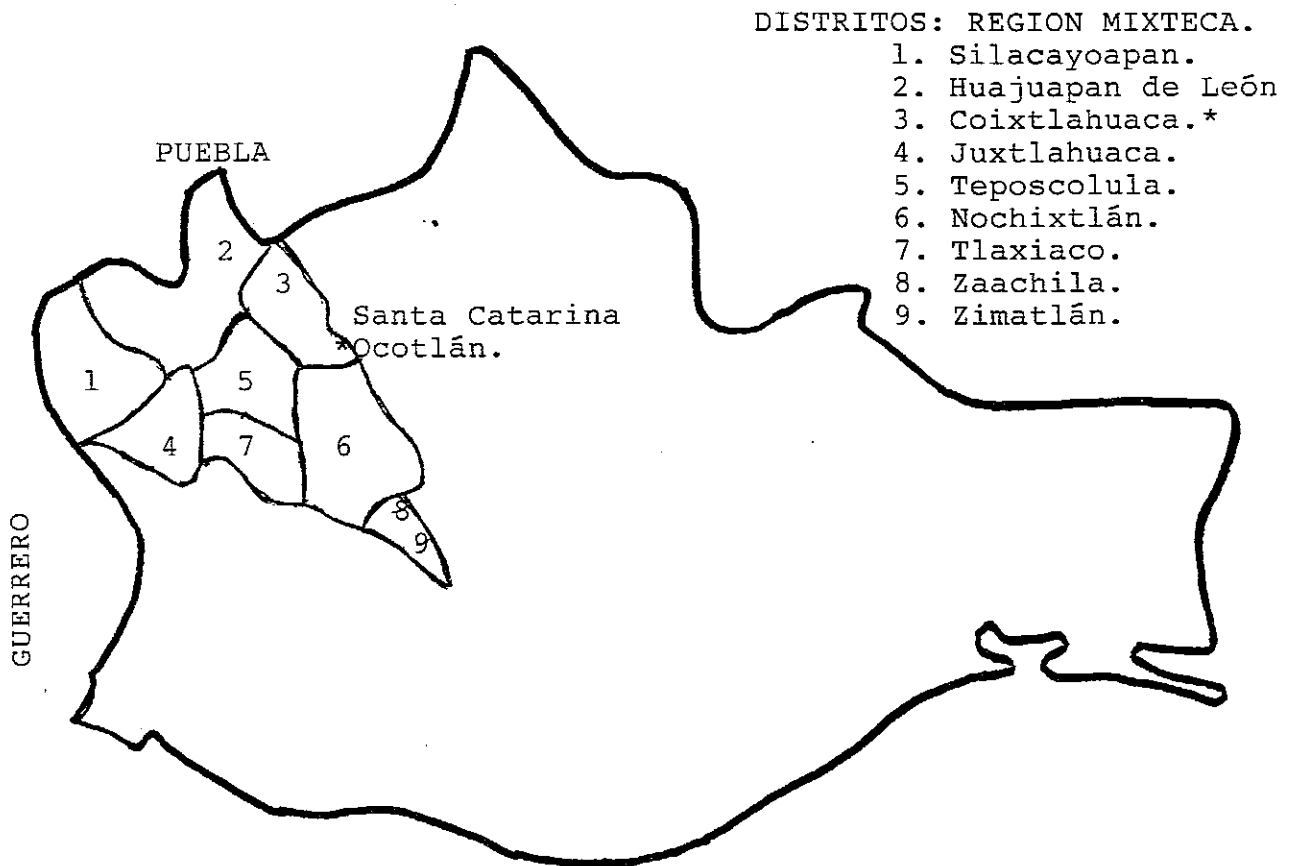 DISTRITOS: REGION MIXTECA.
1. Silacayoapan.
2. Huajuapan de León
3. Coixtlahuaca.*
4. Juxtlahuaca.
5. Teposcolula.
6. Nochixtlán.
7. Tlaxiaco.
8. Zaachila.
9. Zimatlán.
PUEBLA
2
3
Santa Catarina
*Ocotlán.
1
5
4
7
6
8
9
GUERRERO